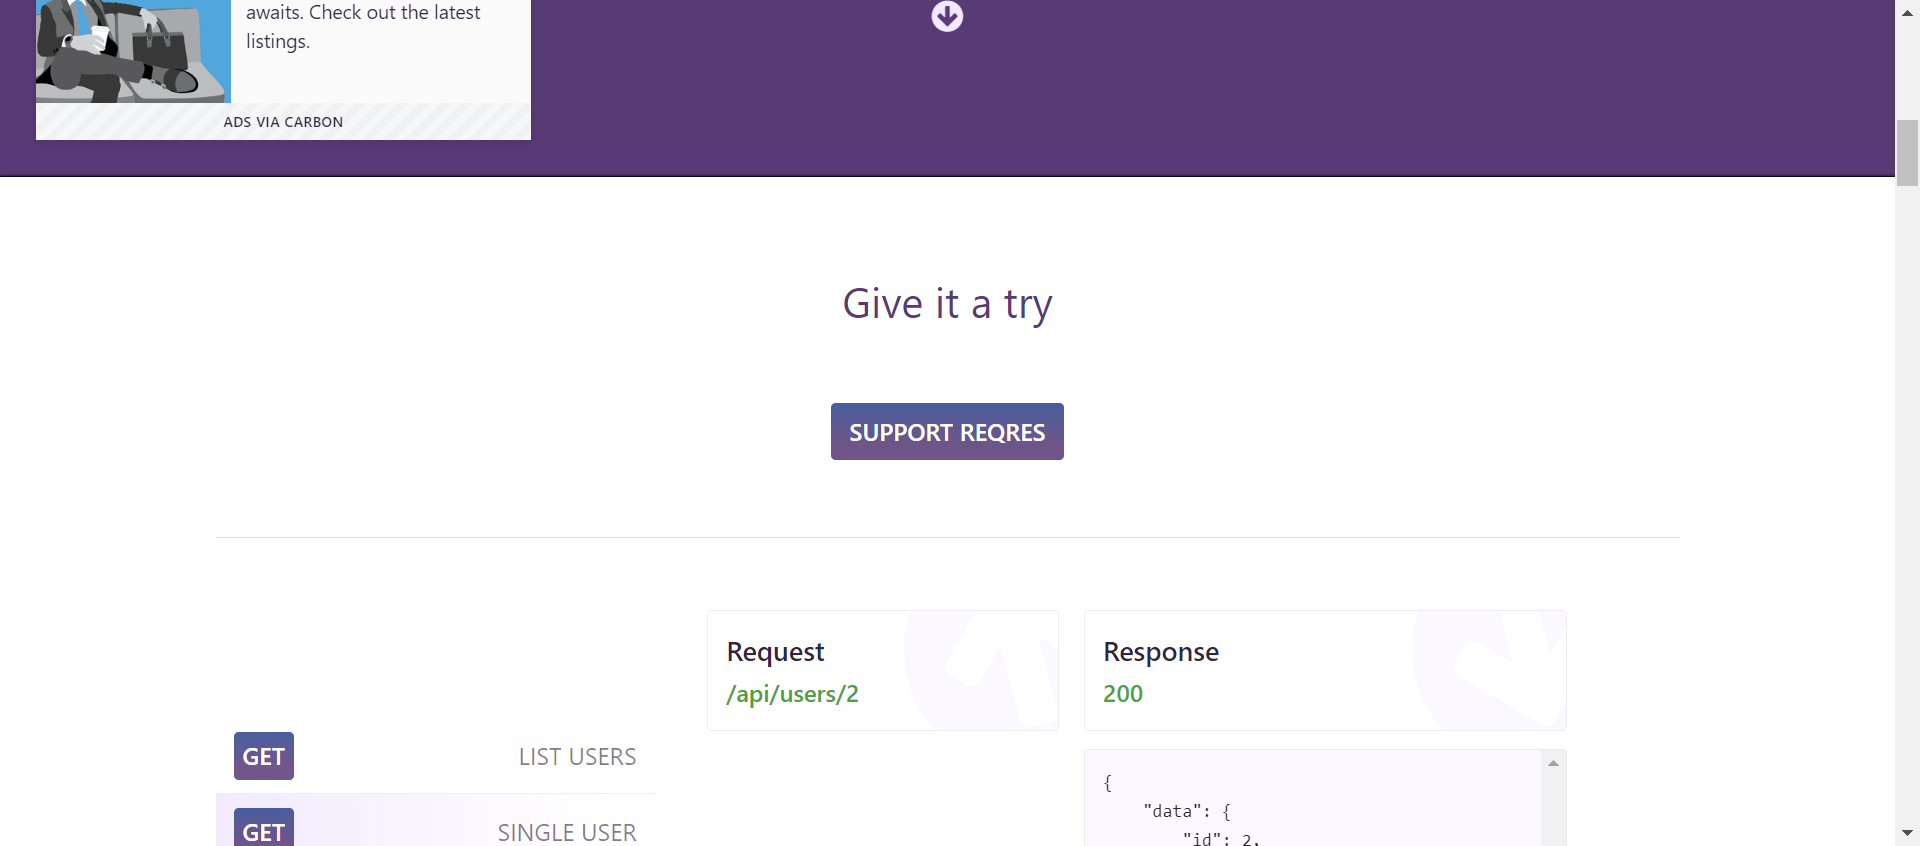 awaits. Check out the latest
listings.
ADS VIA CARBON
Give it a try
SUPPORT REQRES
Request
/api/users/2
Response
200
GET LIST USERS
GET SINGLE USER
{
"data": {
"id": 2,